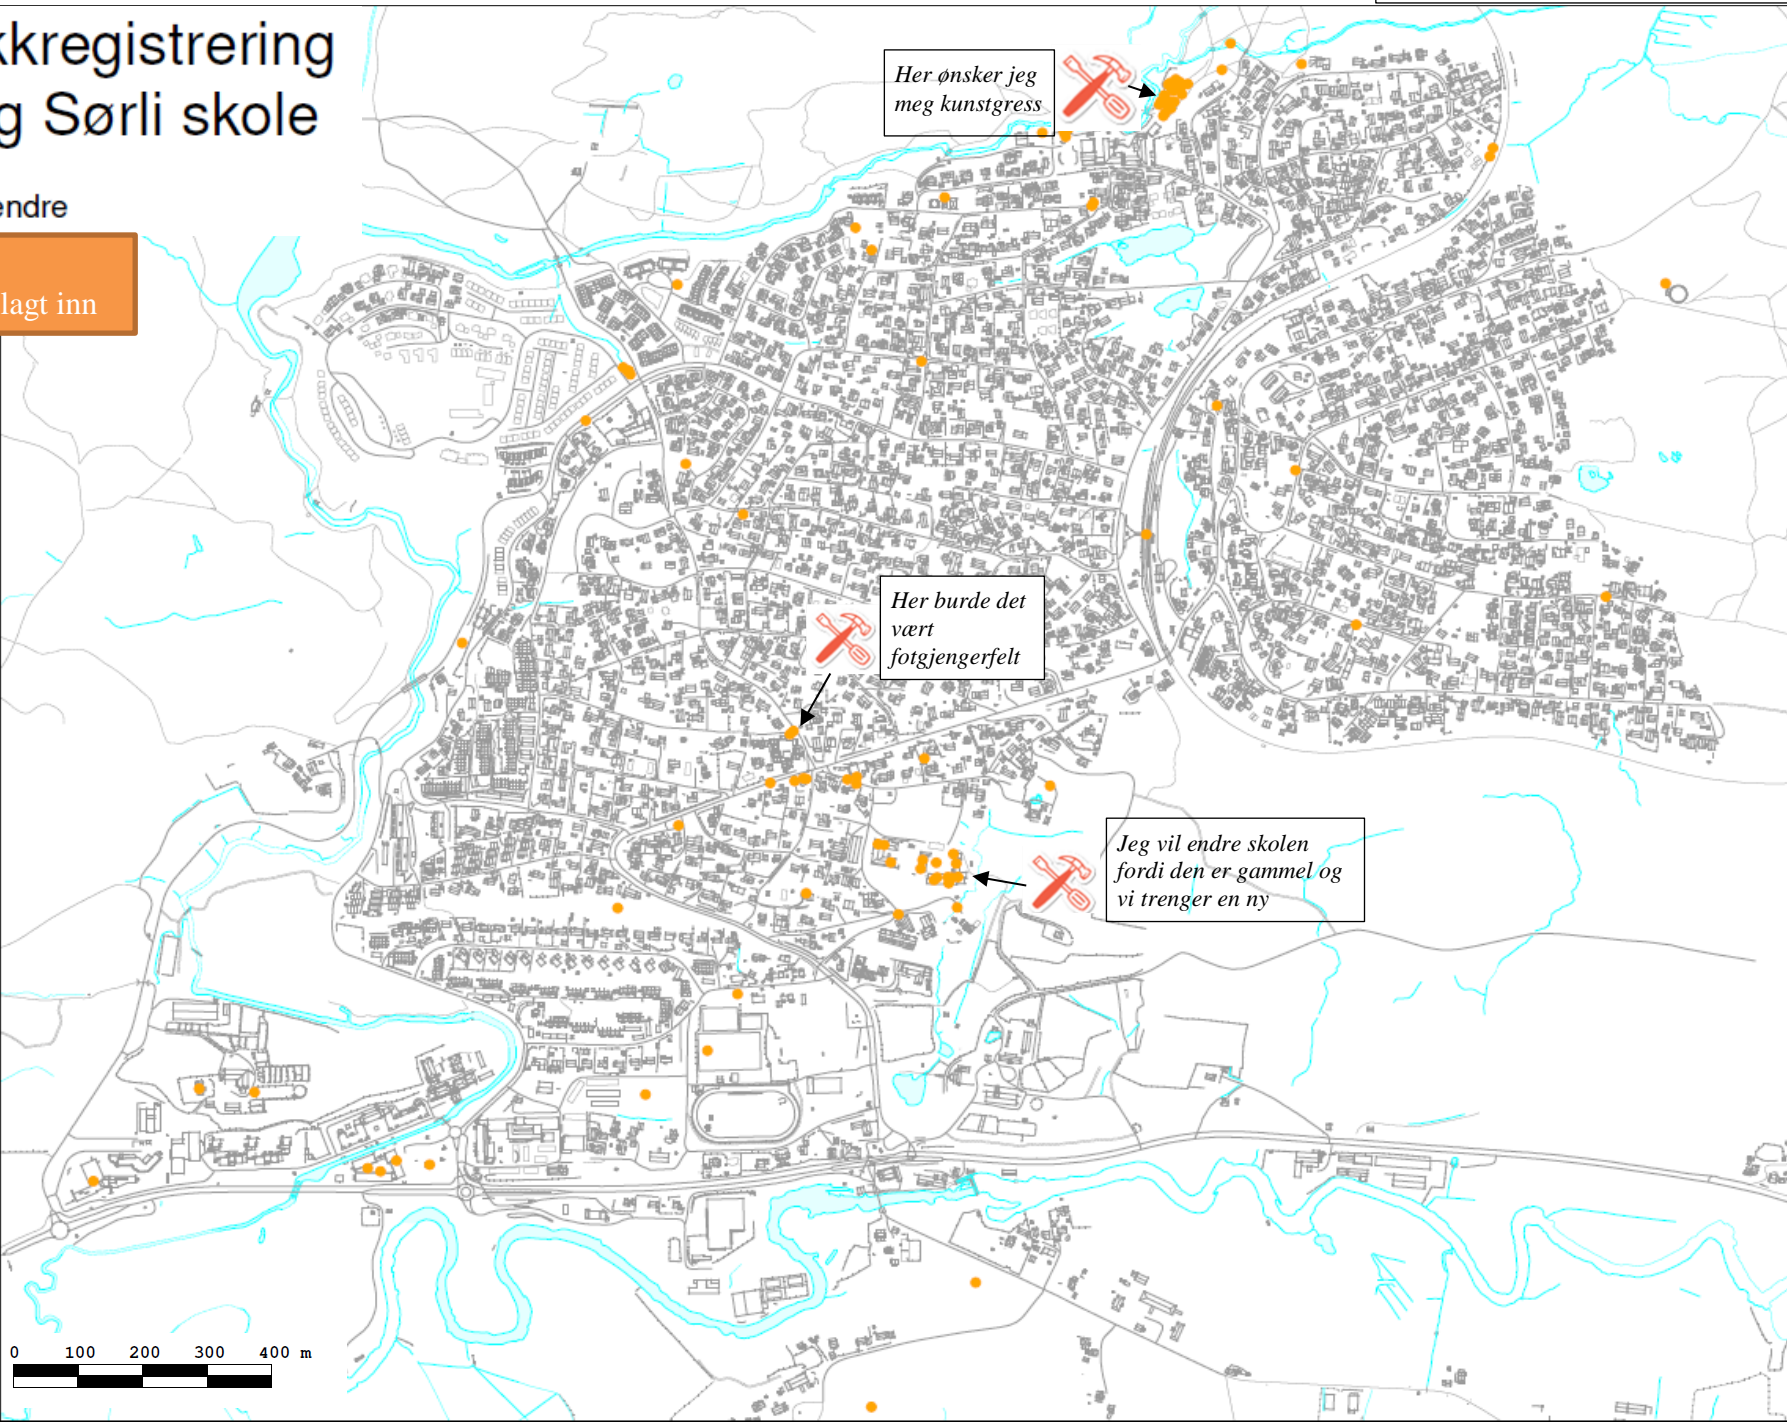 kkregistrering
g Sørli skole
endre
lagt inn
Her ønsker jeg
meg kunstgress
Her burde det
vært
fotgjengerfelt
Jeg vil endre skolen
fordi den er gammel og
vi trenger en ny
0 100 200 300 400 m